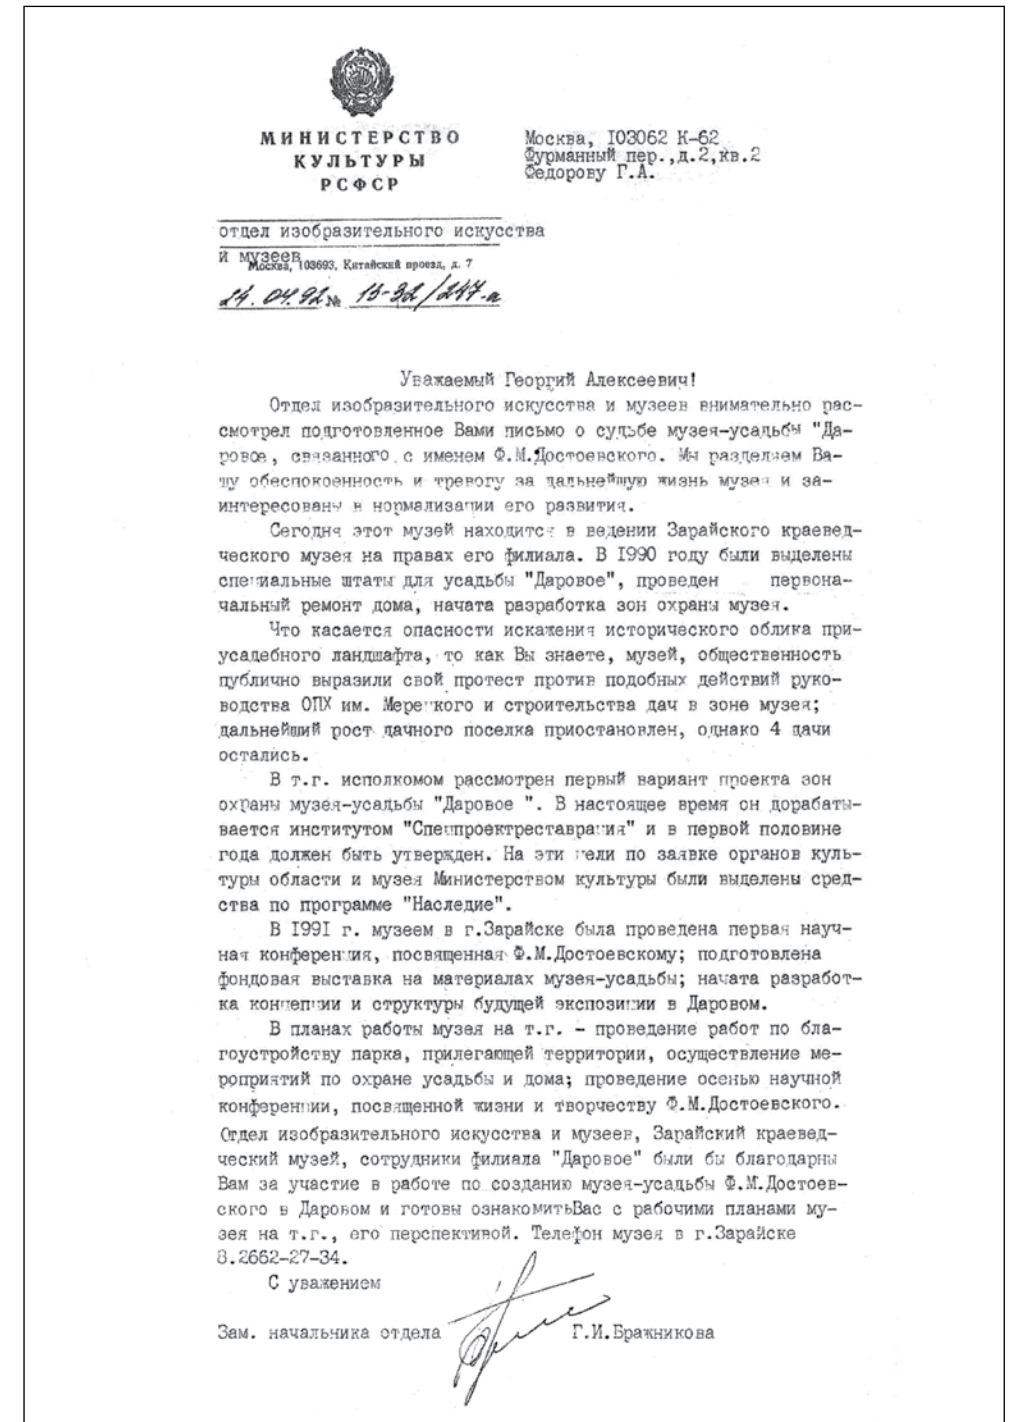 МИНИСТЕРСТВО
КУЛЬТУРЫ
РСФСР
Москва, I03062 К-62
Фурманный пер.,д.2,кв.2
Федорову Г.А.
отдел изобразительного искусства
и музеев
Москва, 103693, Китайский проезд, д. 7
24.04.92 № 13-32/247-а
Уважаемый Георгий Алексеевич!
Отдел изобразительного искусства и музеев внимательно рас-
смотрел подготовленное Вами письмо о судьбе музея-усадьбы "Да-
ровое, связанного с именем Ф.М.Достоевского. Мы разделяем Ва-
шу обеспокоенность и тревогу за дальнейшую жизнь музея и за-
интересованы в нормализации его развития.
Сегодня этот музей находится в ведении Зарайского краевед-
ческого музея на правах его филиала. В I990 году были выделены
специальные штаты для усадьбы "Даровое", проведен первона-
чальный ремонт дома, начата разработка зон охраны музея.
Что касается опасности искажения исторического облика при-
усадебного ландшафта, то как Вы знаете, музей, общественность
публично выразили свой протест против подобных действий руко-
водства ОПХ им. Мерецкого и строительства дач в зоне музея;
дальнейший рост дачного поселка приостановлен, однако 4 дачи
остались.
В т.г. исполкомом рассмотрен первый вариант проекта зон
охраны музея-усадьбы "Даровое ". В настоящее время он дорабаты-
вается институтом "Спецпроектреставрация" и в первой половине
года должен быть утвержден. На эти цели по заявке органов куль-
туры области и музея Министерством культуры были выделены сред-
ства по программе "Наследие".
В I99I г. музеем в г.Зарайске была проведена первая науч-
ная конференция, посвященная Ф.М.Достоевскому; подготовлена
фондовая выставка на материалах музея-усадьбы; начата разработ-
ка концепции и структуры будущей экспозиции в Даровом.
В планах работы музея на т.г. - проведение работ по бла-
гоустройству парка, прилегающей территории, осуществление ме-
роприятий по охране усадьбы и дома; проведение осенью научной
конференции, посвященной жизни и творчеству Ф.М.Достоевского.
Отдел изобразительного искусства и музеев, Зарайский краевед-
ческий музей, сотрудники филиала "Даровое" были бы благодарны
Вам за участие в работе по созданию музея-усадьбы Ф.М.Достоев-
ского в Даровом и готовы ознакомитьВас с рабочими планами му-
зея на т.г., его перспективой. Телефон музея в г.Зарайске
8.2662-27-34.
С уважением
Зам. начальника отдела Г.И.Бражникова